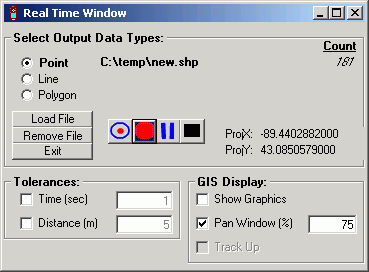 Real Time Window
Select Output Data Types:
Count
Point C:\temp\new.shp 181
Line
Polygon
Load File
Remove File
Exit
ProjX: -89.4402882000
ProjY: 43.0850579000
Tolerances:
Time (sec) 1
Distance (m) 5
GIS Display:
Show Graphics
Pan Window (%) 75
Track Up